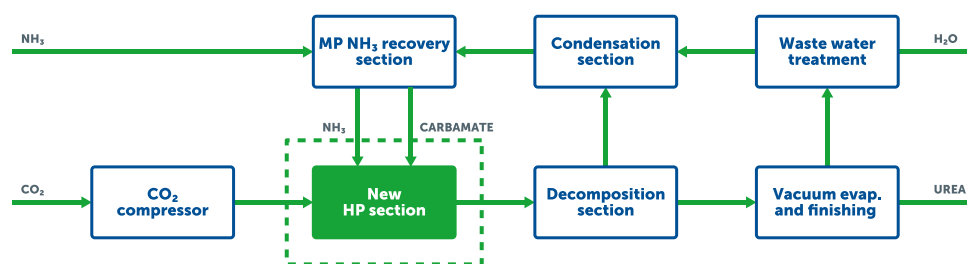 NH₃
MP NH₃ recovery
section
Condensation
section
Waste water
treatment
H₂O
NH₃
CARBAMATE
CO₂
CO₂
compressor
New
HP section
Decomposition
section
Vacuum evap.
and finishing
UREA